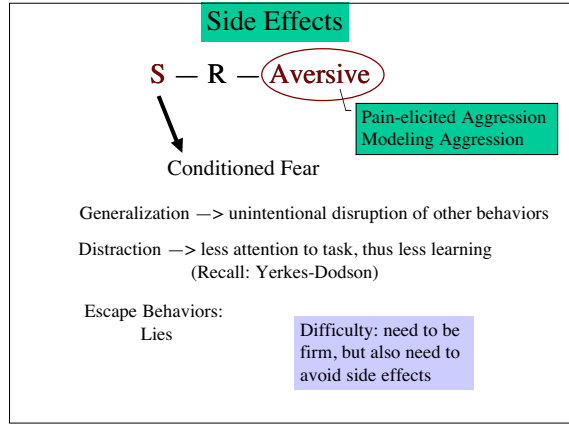 Side Effects
S — R — Aversive
Pain-elicited Aggression
Modeling Aggression
Conditioned Fear
Generalization —> unintentional disruption of other behaviors
Distraction —> less attention to task, thus less learning
(Recall: Yerkes-Dodson)
Escape Behaviors:
Lies
Difficulty: need to be
firm, but also need to
avoid side effects